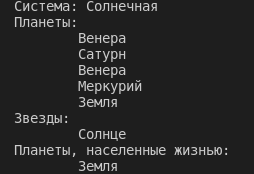 Система: Солнечная
Планеты:
Венера
Сатурн
Венера
Меркурий
Земля
Звезды:
Солнце
Планеты, населенные жизнью:
Земля